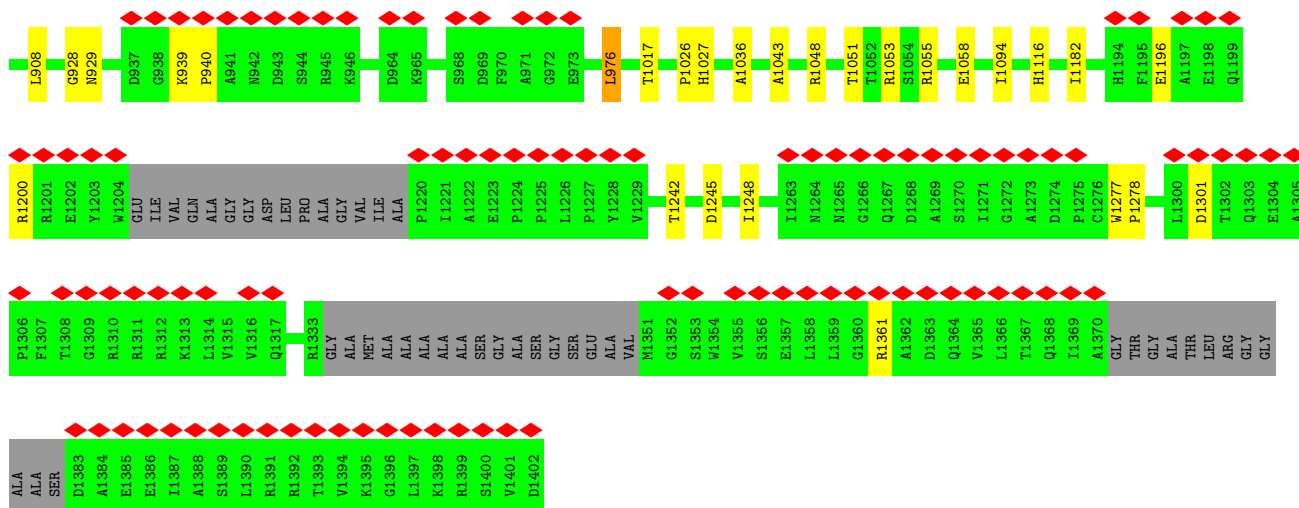 L908 G928 N929 D937 G938 K939 P940 A941 N942 D943 S944 R945 K946 D964 K965 S968 D969 F970 A971 G972 E973 L976 T1017 P1026 H1027 A1036 A1043 R1048 T1051 T1052 R1053 S1054 R1055 E1058 I1094 H1116 I1182 H1194 F1195 E1196 A1197 E1198 Q1199
R1200 R1201 E1202 Y1203 W1204 GLU ILE VAL GLN ALA GLY GLY ASP LEU PRO ALA GLY VAL ILE ALA P1220 I1221 A1222 E1223 P1224 P1225 L1226 P1227 Y1228 V1229 T1242 D1245 I1248 I1263 N1264 N1265 G1266 Q1267 D1268 A1269 S1270 I1271 G1272 A1273 D1274 P1275 G1276 W1277 P1278 L1300 D1301 T1302 Q1303 E1304 A1305
P1306 F1307 T1308 G1309 R1310 R1311 R1312 K1313 L1314 V1315 V1316 Q1317 R1333 GLY ALA MET ALA ALA ALA ALA ALA SER GLY ALA SER GLY SER GLU ALA VAL M1351 G1352 S1353 W1354 V1355 S1356 E1357 L1358 L1359 G1360 R1361 A1362 D1363 Q1364 V1365 L1366 T1367 Q1368 I1369 A1370 GLY THR GLY ALA THR LEU ARG GLY GLY
ALA ALA SER D1383 A1384 E1385 E1386 I1387 A1388 S1389 L1390 R1391 R1392 T1393 V1394 K1395 G1396 L1397 K1398 R1399 S1400 V1401 D1402